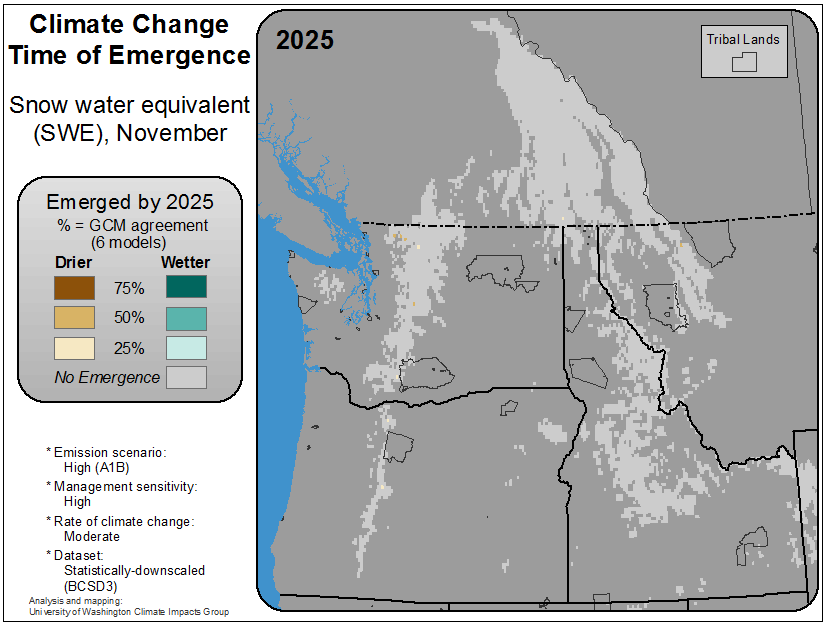 Climate Change
Time of Emergence
Snow water equivalent
(SWE), November
Emerged by 2025
% = GCM agreement
(6 models)
Drier Wetter
75%
50%
25%
No Emergence
* Emission scenario:
High (A1B)
* Management sensitivity:
High
* Rate of climate change:
Moderate
* Dataset:
Statistically-downscaled
(BCSD3)
Analysis and mapping:
University of Washington Climate Impacts Group
2025
Tribal Lands